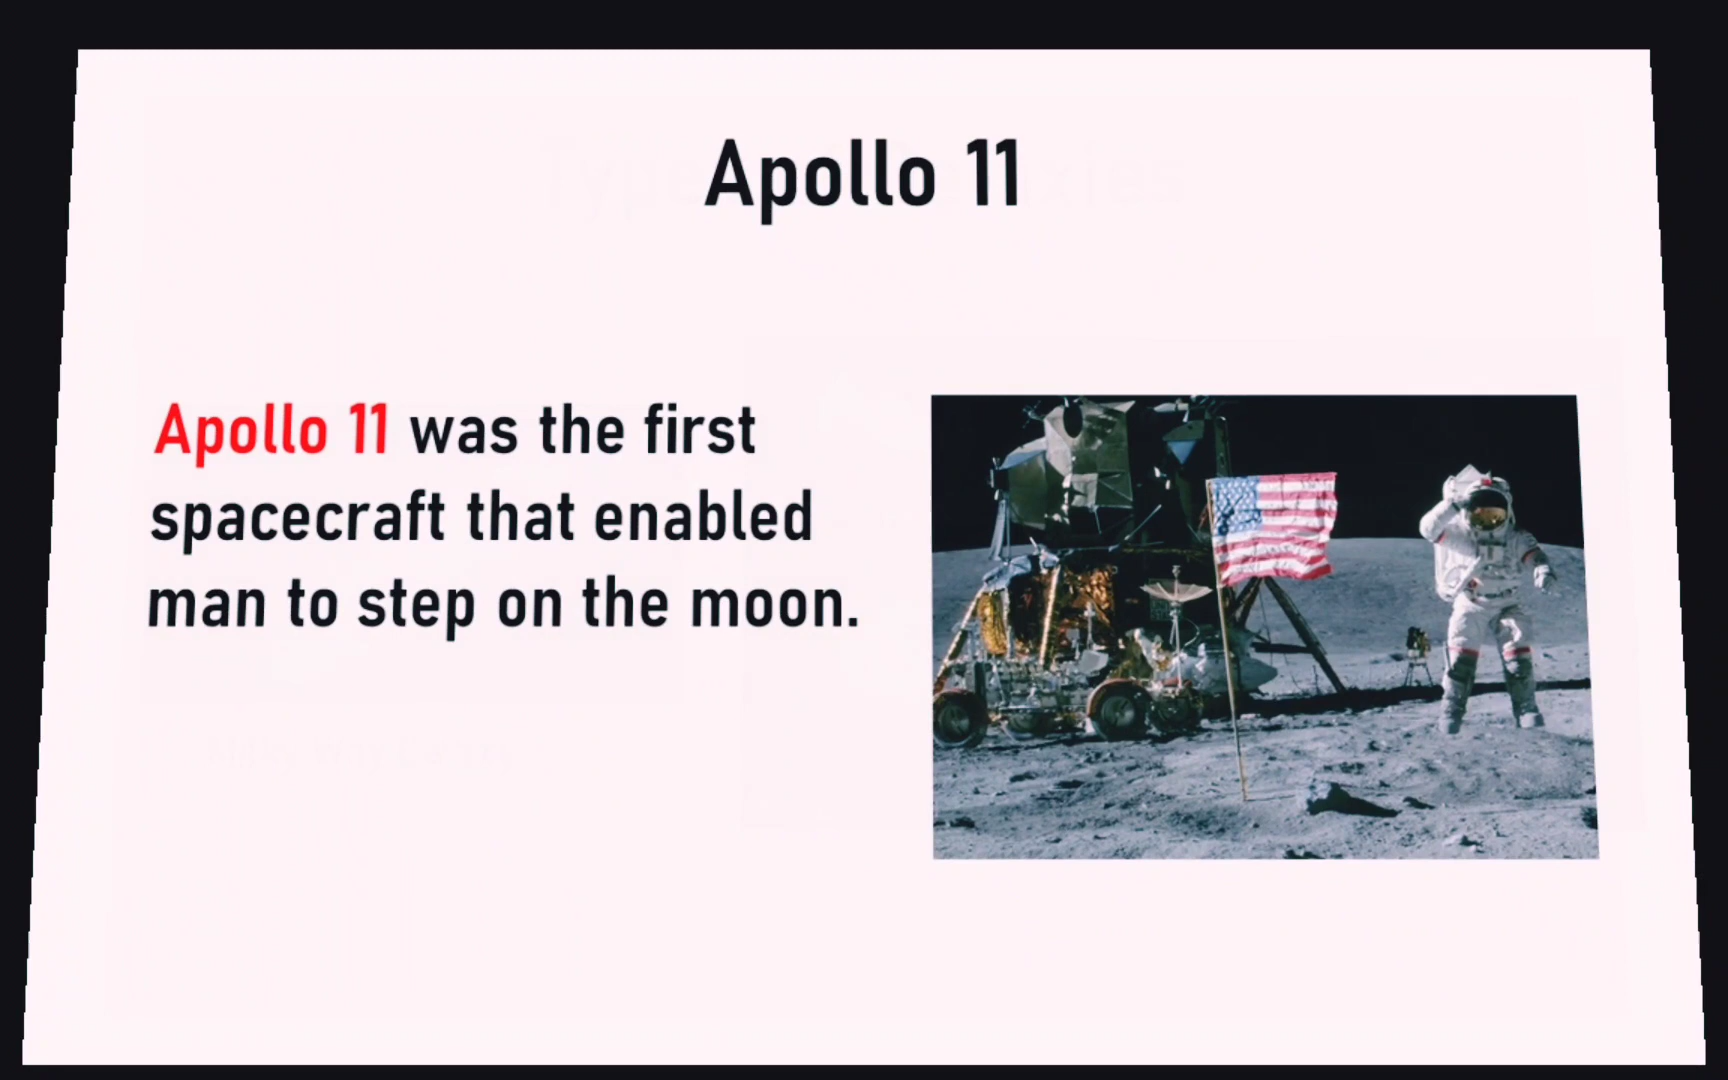 Apollo 11
Apollo 11 was the first
spacecraft that enabled
man to step on the moon.